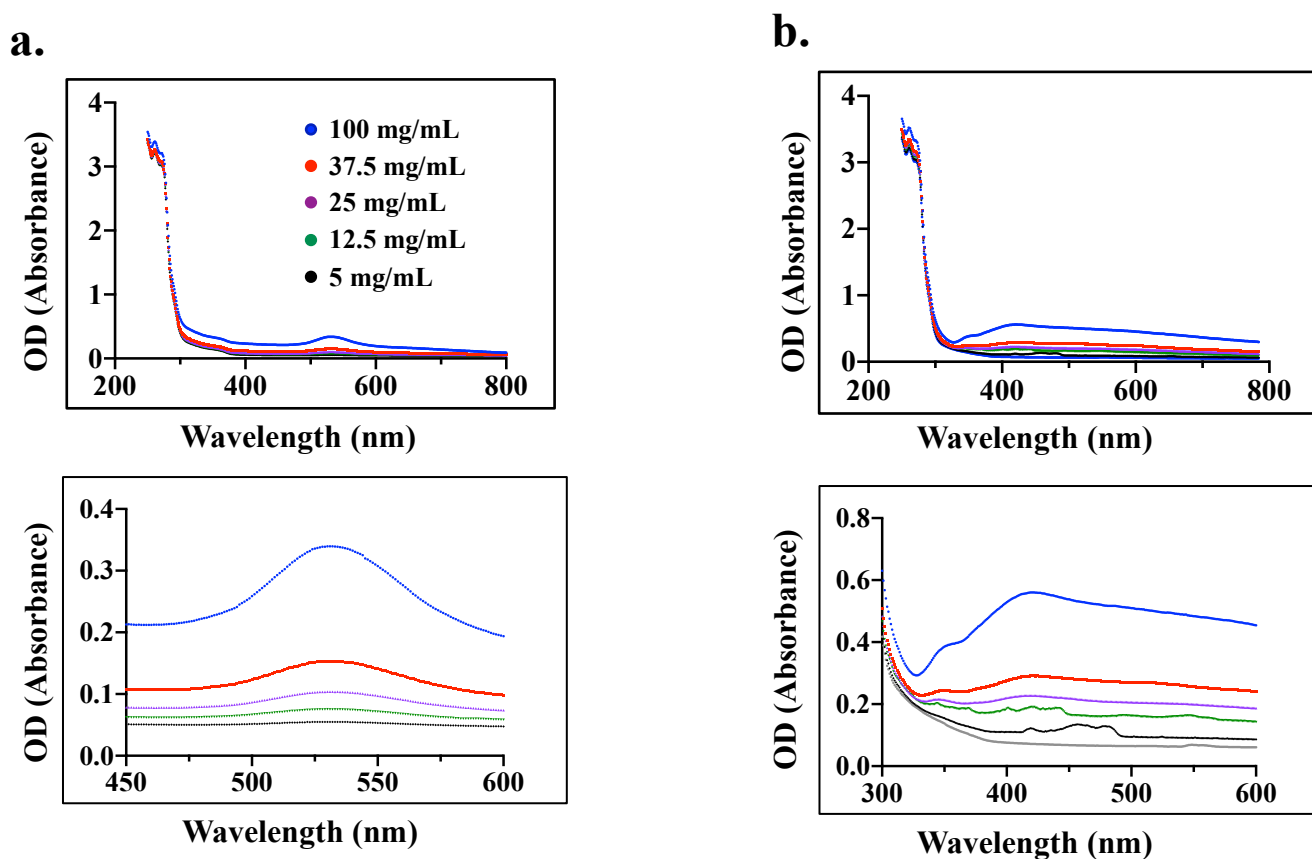 a.
b.
OD (Absorbance)
4
3
2
1
0
200 400 600 800
Wavelength (nm)
100 mg/mL
37.5 mg/mL
25 mg/mL
12.5 mg/mL
5 mg/mL
OD (Absorbance)
4
3
2
1
0
200 400 600 800
Wavelength (nm)
OD (Absorbance)
0.4
0.3
0.2
0.1
0.0
450 500 550 600
Wavelength (nm)
OD (Absorbance)
0.8
0.6
0.4
0.2
0.0
300 400 500 600
Wavelength (nm)